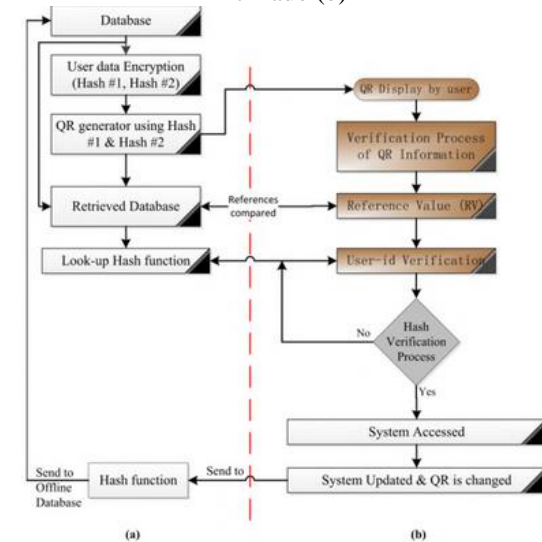 Database
User data Encryption
(Hash #1, Hash #2)
QR generator using Hash
#1 & Hash #2
Retrieved Database
Look-up Hash function
References
compared
QR Display by user
Verification Process
of QR Information
Reference Value (RV)
User-id Verification
No
Hash
Verification
Process
Yes
System Accessed
System Updated & QR is changed
Send to
Hash function
Send to
Offline
Database
(a)
(b)